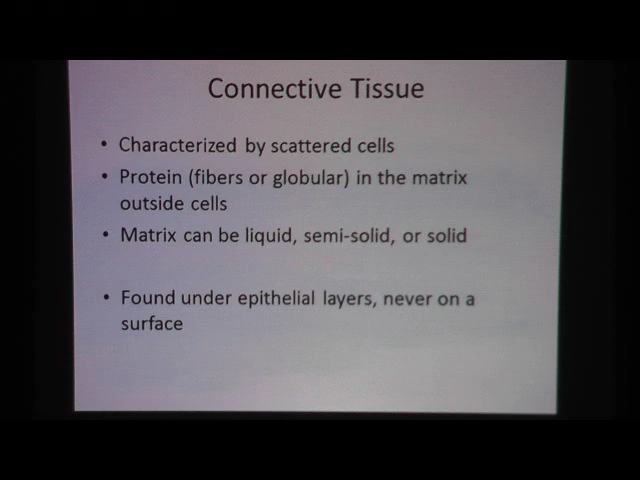 Connective Tissue
• Characterized by scattered cells
• Protein (fibers or globular) in the matrix
outside cells
• Matrix can be liquid, semi-solid, or solid
• Found under epithelial layers, never on a
surface